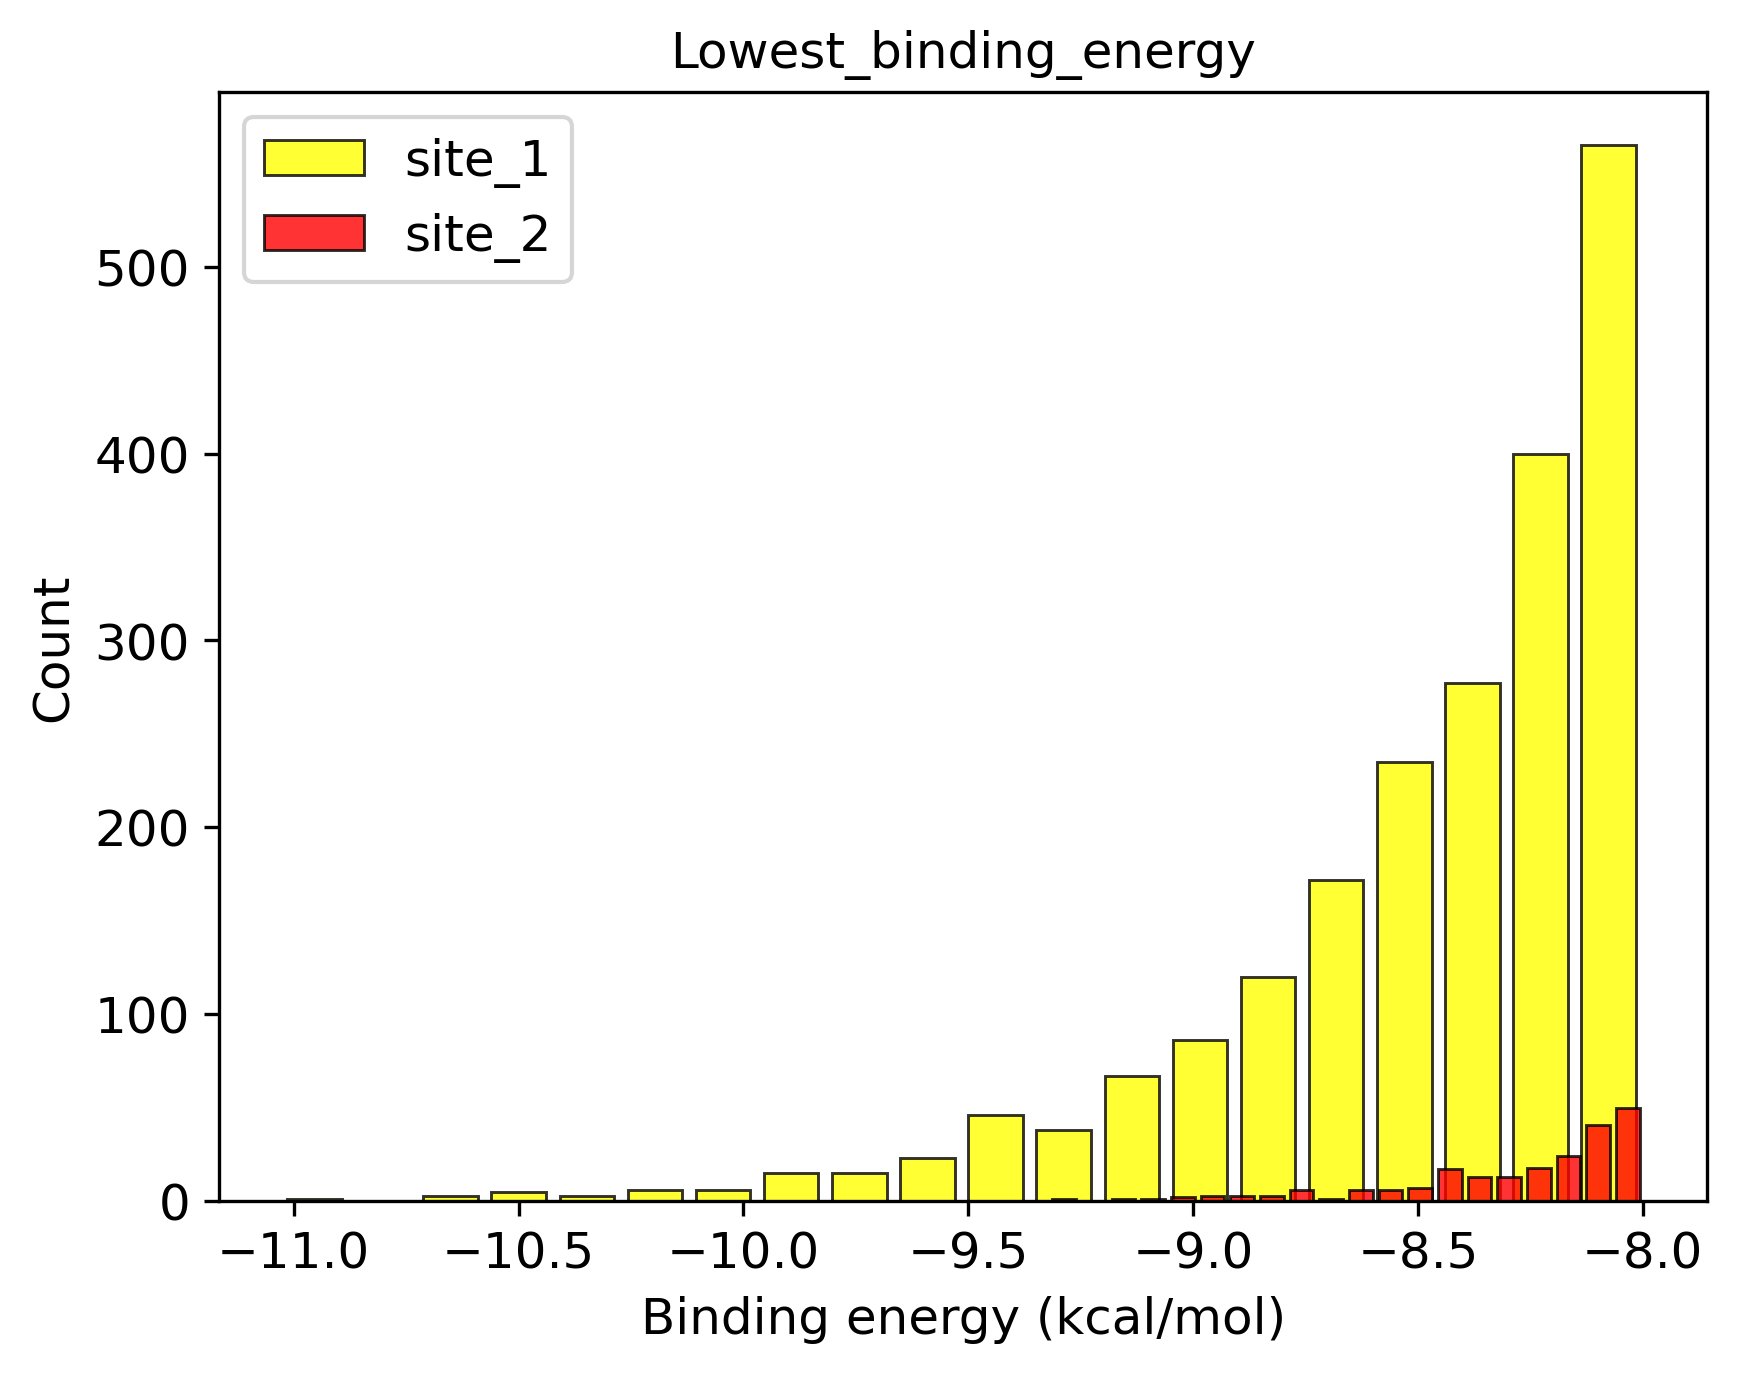 Lowest_binding_energy
site_1
site_2
500
400
300
200
100
0
Count
−11.0 −10.5 −10.0 −9.5 −9.0 −8.5 −8.0
Binding energy (kcal/mol)